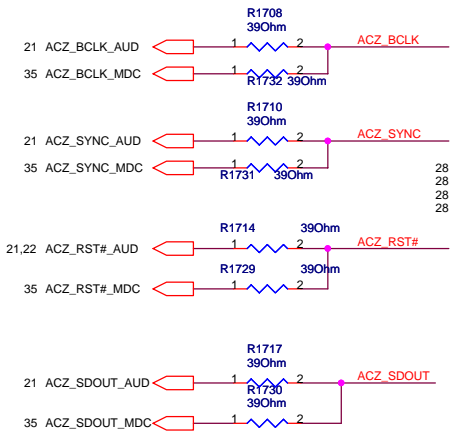 R1708
39Ohm
21 ACZ_BCLK_AUD 1 2 ACZ_BCLK
35 ACZ_BCLK_MDC 1 2
R1732 39Ohm
R1710
39Ohm
21 ACZ_SYNC_AUD 1 2 ACZ_SYNC
35 ACZ_SYNC_MDC 1 2
R1731 39Ohm
28
28
28
28
R1714 39Ohm
21,22 ACZ_RST#_AUD 1 2 ACZ_RST#
R1729 39Ohm
35 ACZ_RST#_MDC 1 2
R1717
39Ohm
21 ACZ_SDOUT_AUD 1 2 ACZ_SDOUT
R1730
39Ohm
35 ACZ_SDOUT_MDC 1 2